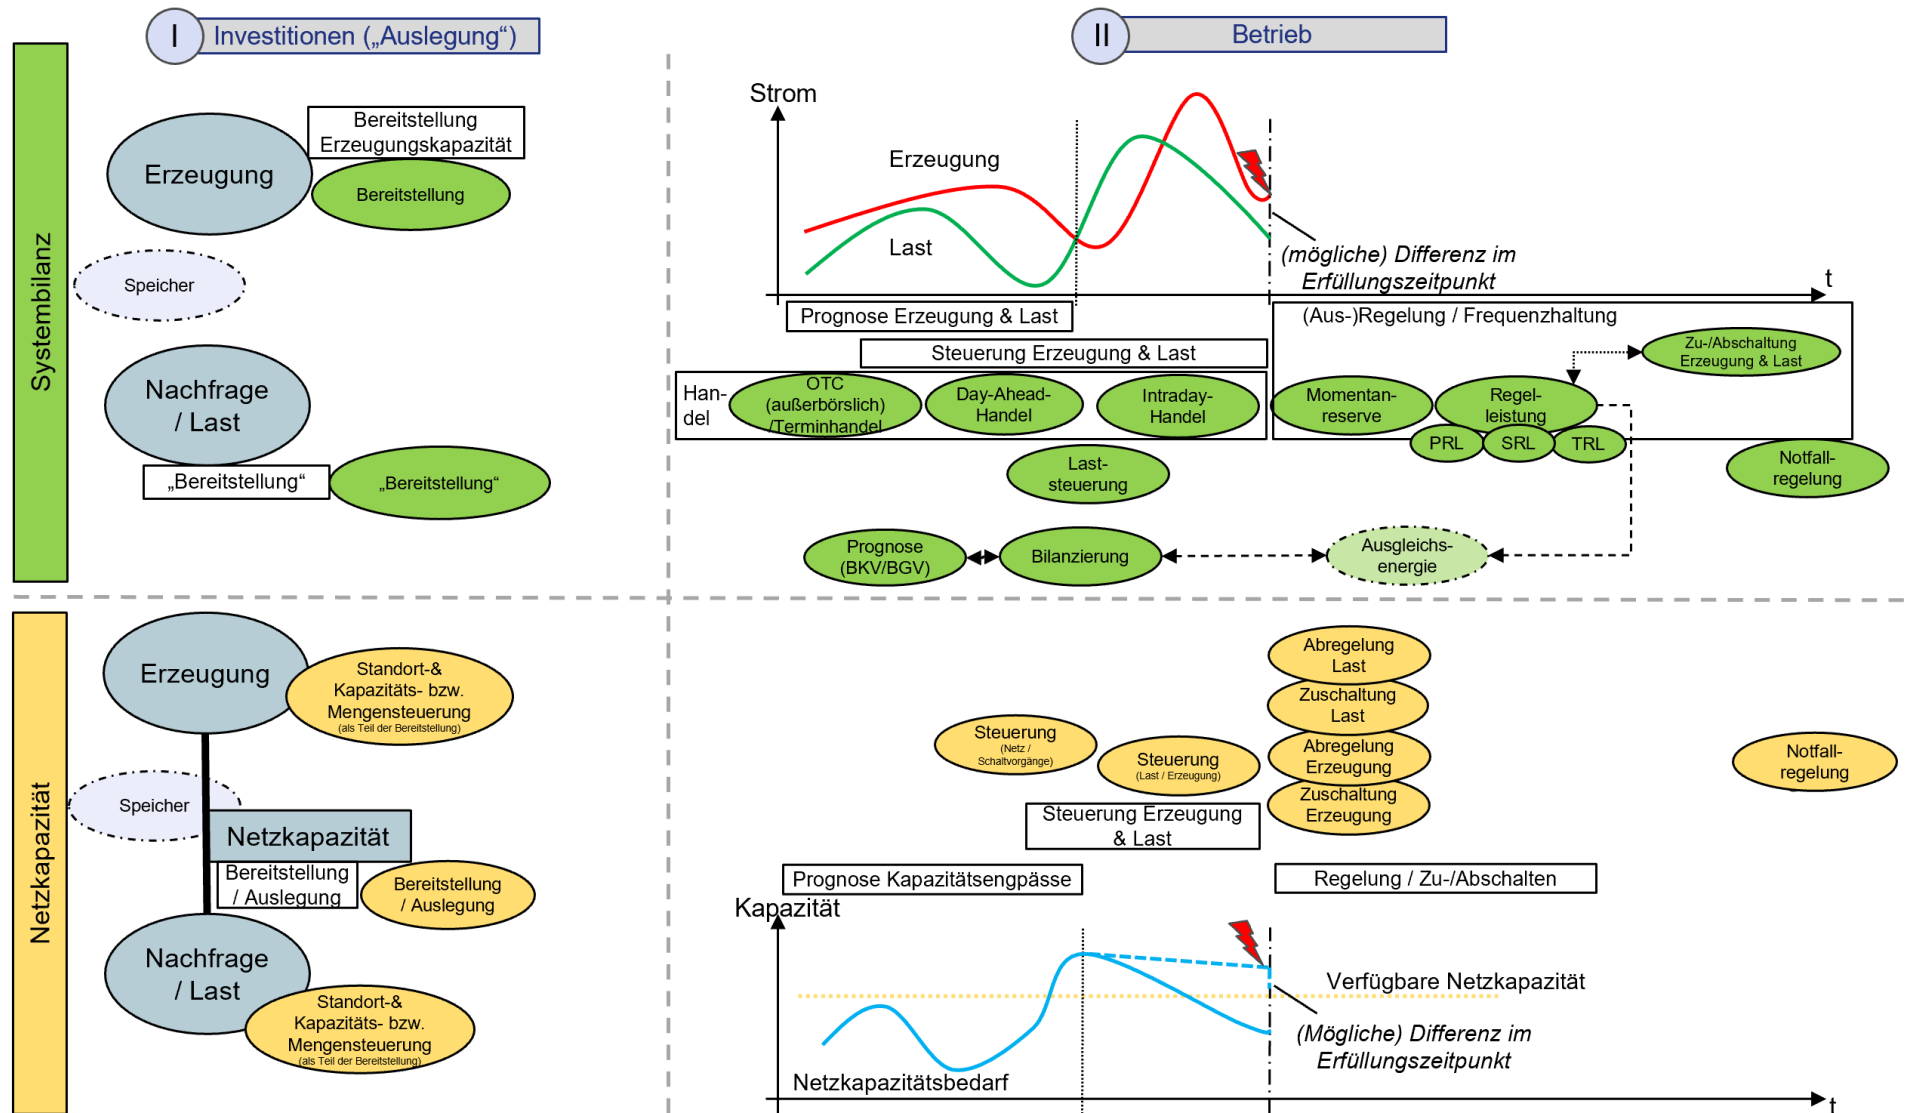 I
Investitionen („Auslegung“)
II
Betrieb
Systembilanz
Erzeugung
Bereitstellung
Erzeugungskapazität
Bereitstellung
Speicher
Nachfrage
/ Last
„Bereitstellung“
„Bereitstellung“
Strom
Erzeugung
Last
(mögliche) Differenz im
Erfüllungszeitpunkt
t
Prognose Erzeugung & Last
(Aus-)Regelung / Frequenzhaltung
Steuerung Erzeugung & Last
Zu-/Abschaltung
Erzeugung & Last
Han-
del
OTC
(außerbörslich)
/Terminhandel
Day-Ahead-
Handel
Intraday-
Handel
Momentan-
reserve
Regel-
leistung
PRL
SRL
TRL
Last-
steuerung
Notfall-
regelung
Prognose
(BKV/BGV)
Bilanzierung
Ausgleichs-
energie
Netzkapazität
Erzeugung
Standort-&
Kapazitäts- bzw.
Mengensteuerung
(als Teil der Bereitstellung)
Speicher
Netzkapazität
Bereitstellung
/ Auslegung
Bereitstellung
/ Auslegung
Nachfrage
/ Last
Standort-&
Kapazitäts- bzw.
Mengensteuerung
(als Teil der Bereitstellung)
Abregelung
Last
Zuschaltung
Last
Abregelung
Erzeugung
Zuschaltung
Erzeugung
Steuerung
(Netz /
Schaltvorgänge)
Steuerung
(Last / Erzeugung)
Notfall-
regelung
Steuerung Erzeugung
& Last
Prognose Kapazitätsengpässe
Regelung / Zu-/Abschalten
Kapazität
Verfügbare Netzkapazität
(Mögliche) Differenz im
Erfüllungszeitpunkt
Netzkapazitätsbedarf
t